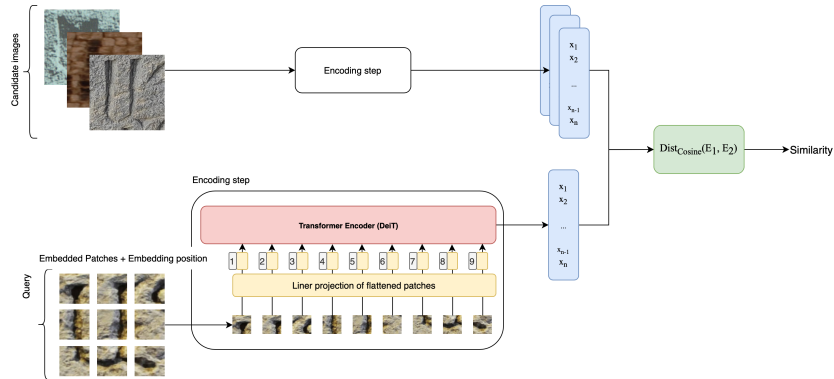 Candidate images
Encoding step
x1
x2
...
xn-1
xn
DistCosine(E1, E2)
Similarity
Encoding step
Transformer Encoder (DeiT)
x1
x2
...
xn-1
xn
Embedded Patches + Embedding position
1 2 3 4 5 6 7 8 9
Liner projection of flattened patches
Query